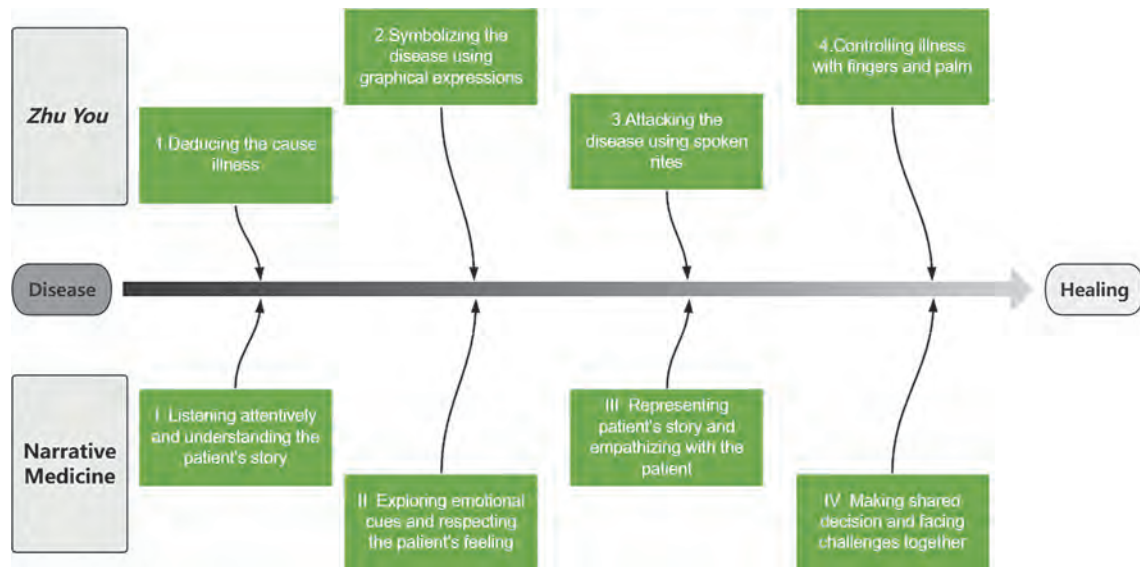 Zhu You
1.Deducing the cause
illness
2.Symbolizing the
disease using
graphical expressions
3.Attacking the
disease using spoken
rites
4.Controlling illness
with fingers and palm
Disease
Healing
Narrative
Medicine
I Listening attentively
and understanding the
patient's story
II Exploring emotional
cues and respecting
the patient's feeling
III Representing
patient's story and
empathizing with the
patient
IV Making shared
decision and facing
challenges together